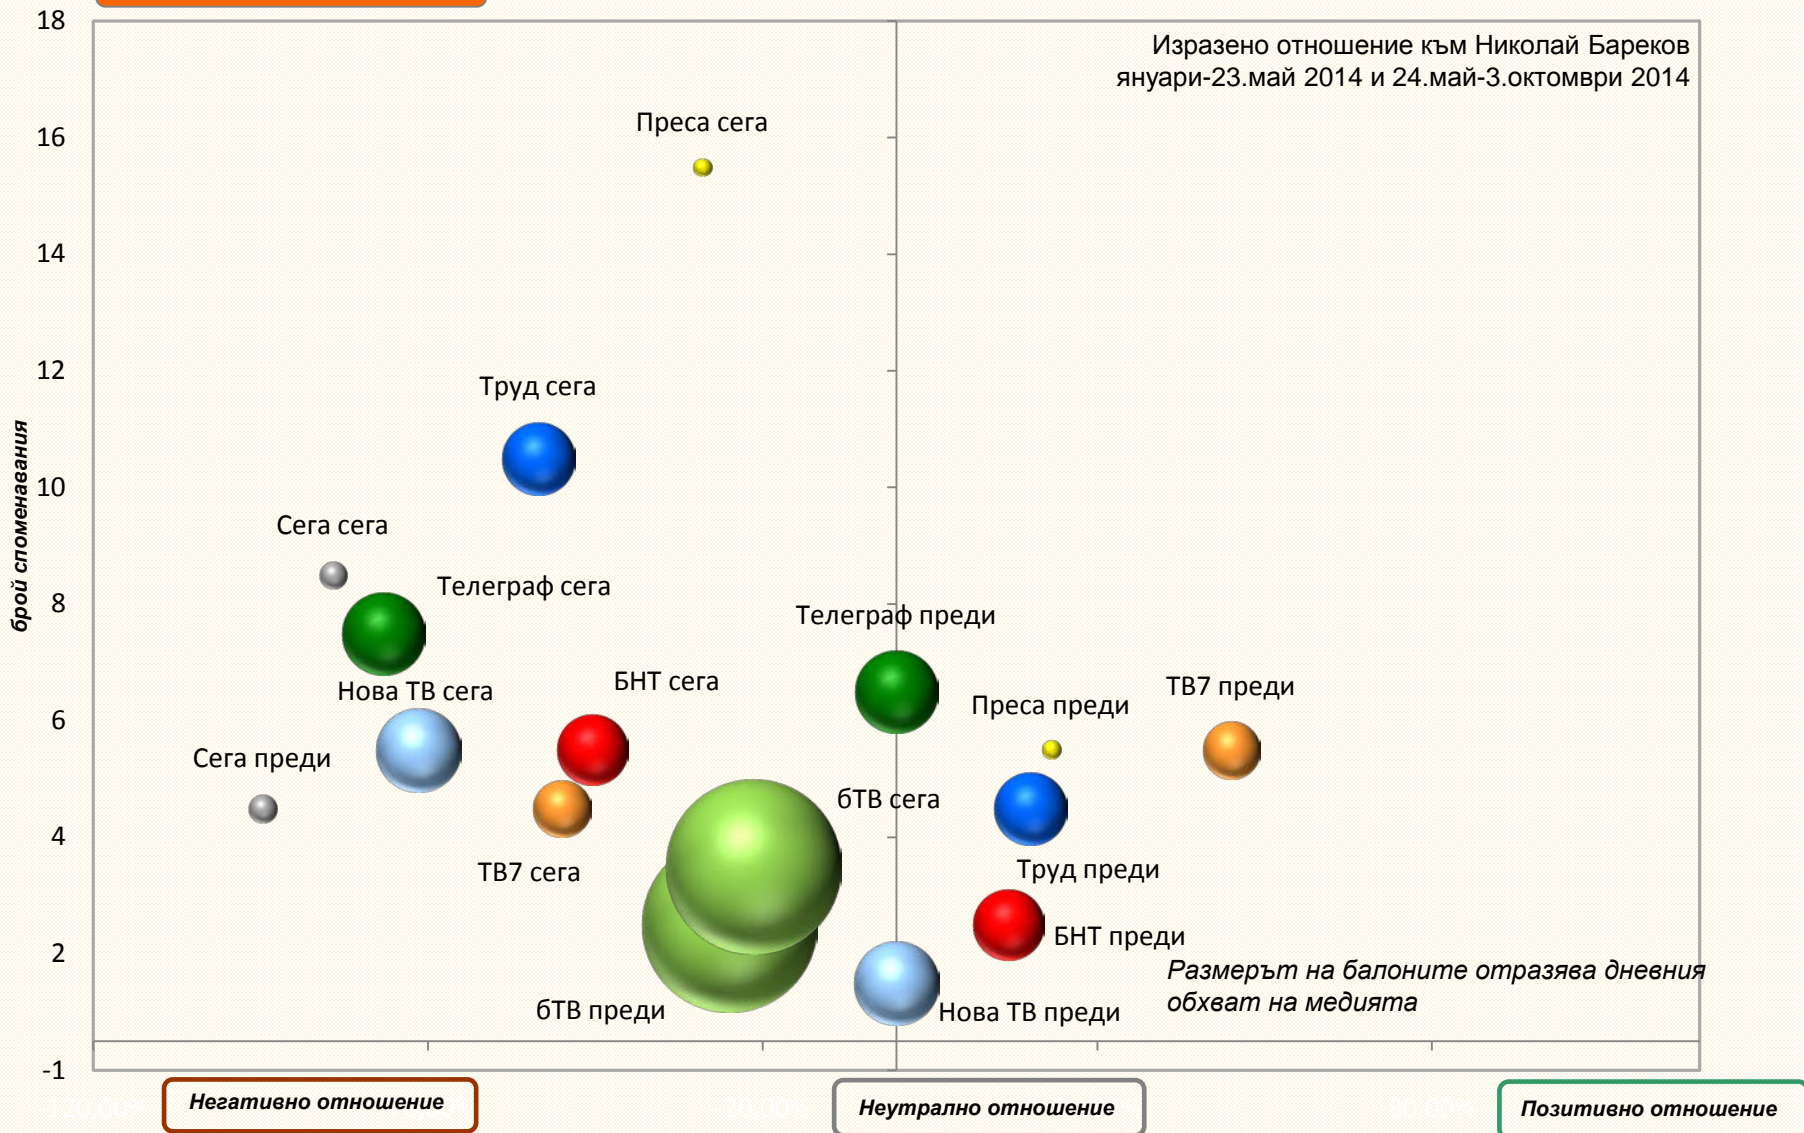 18
Изразено отношение към Николай Бареков
януари-23.май 2014 и 24.май-3.октомври 2014
Преса сега
16
14
12
Труд сега
брой споменавания
10
Сега сега
Телеграф сега
8
Телеграф преди
Нова ТВ сега
БНТ сега
ТВ7 преди
Преса преди
6
Сега преди
бТВ сега
4
ТВ7 сега
Труд преди
БНТ преди
2
Размерът на балоните отразява дневния
обхват на медията
бТВ преди
Нова ТВ преди
-1
Негативно отношение
Неутрално отношение
Позитивно отношение